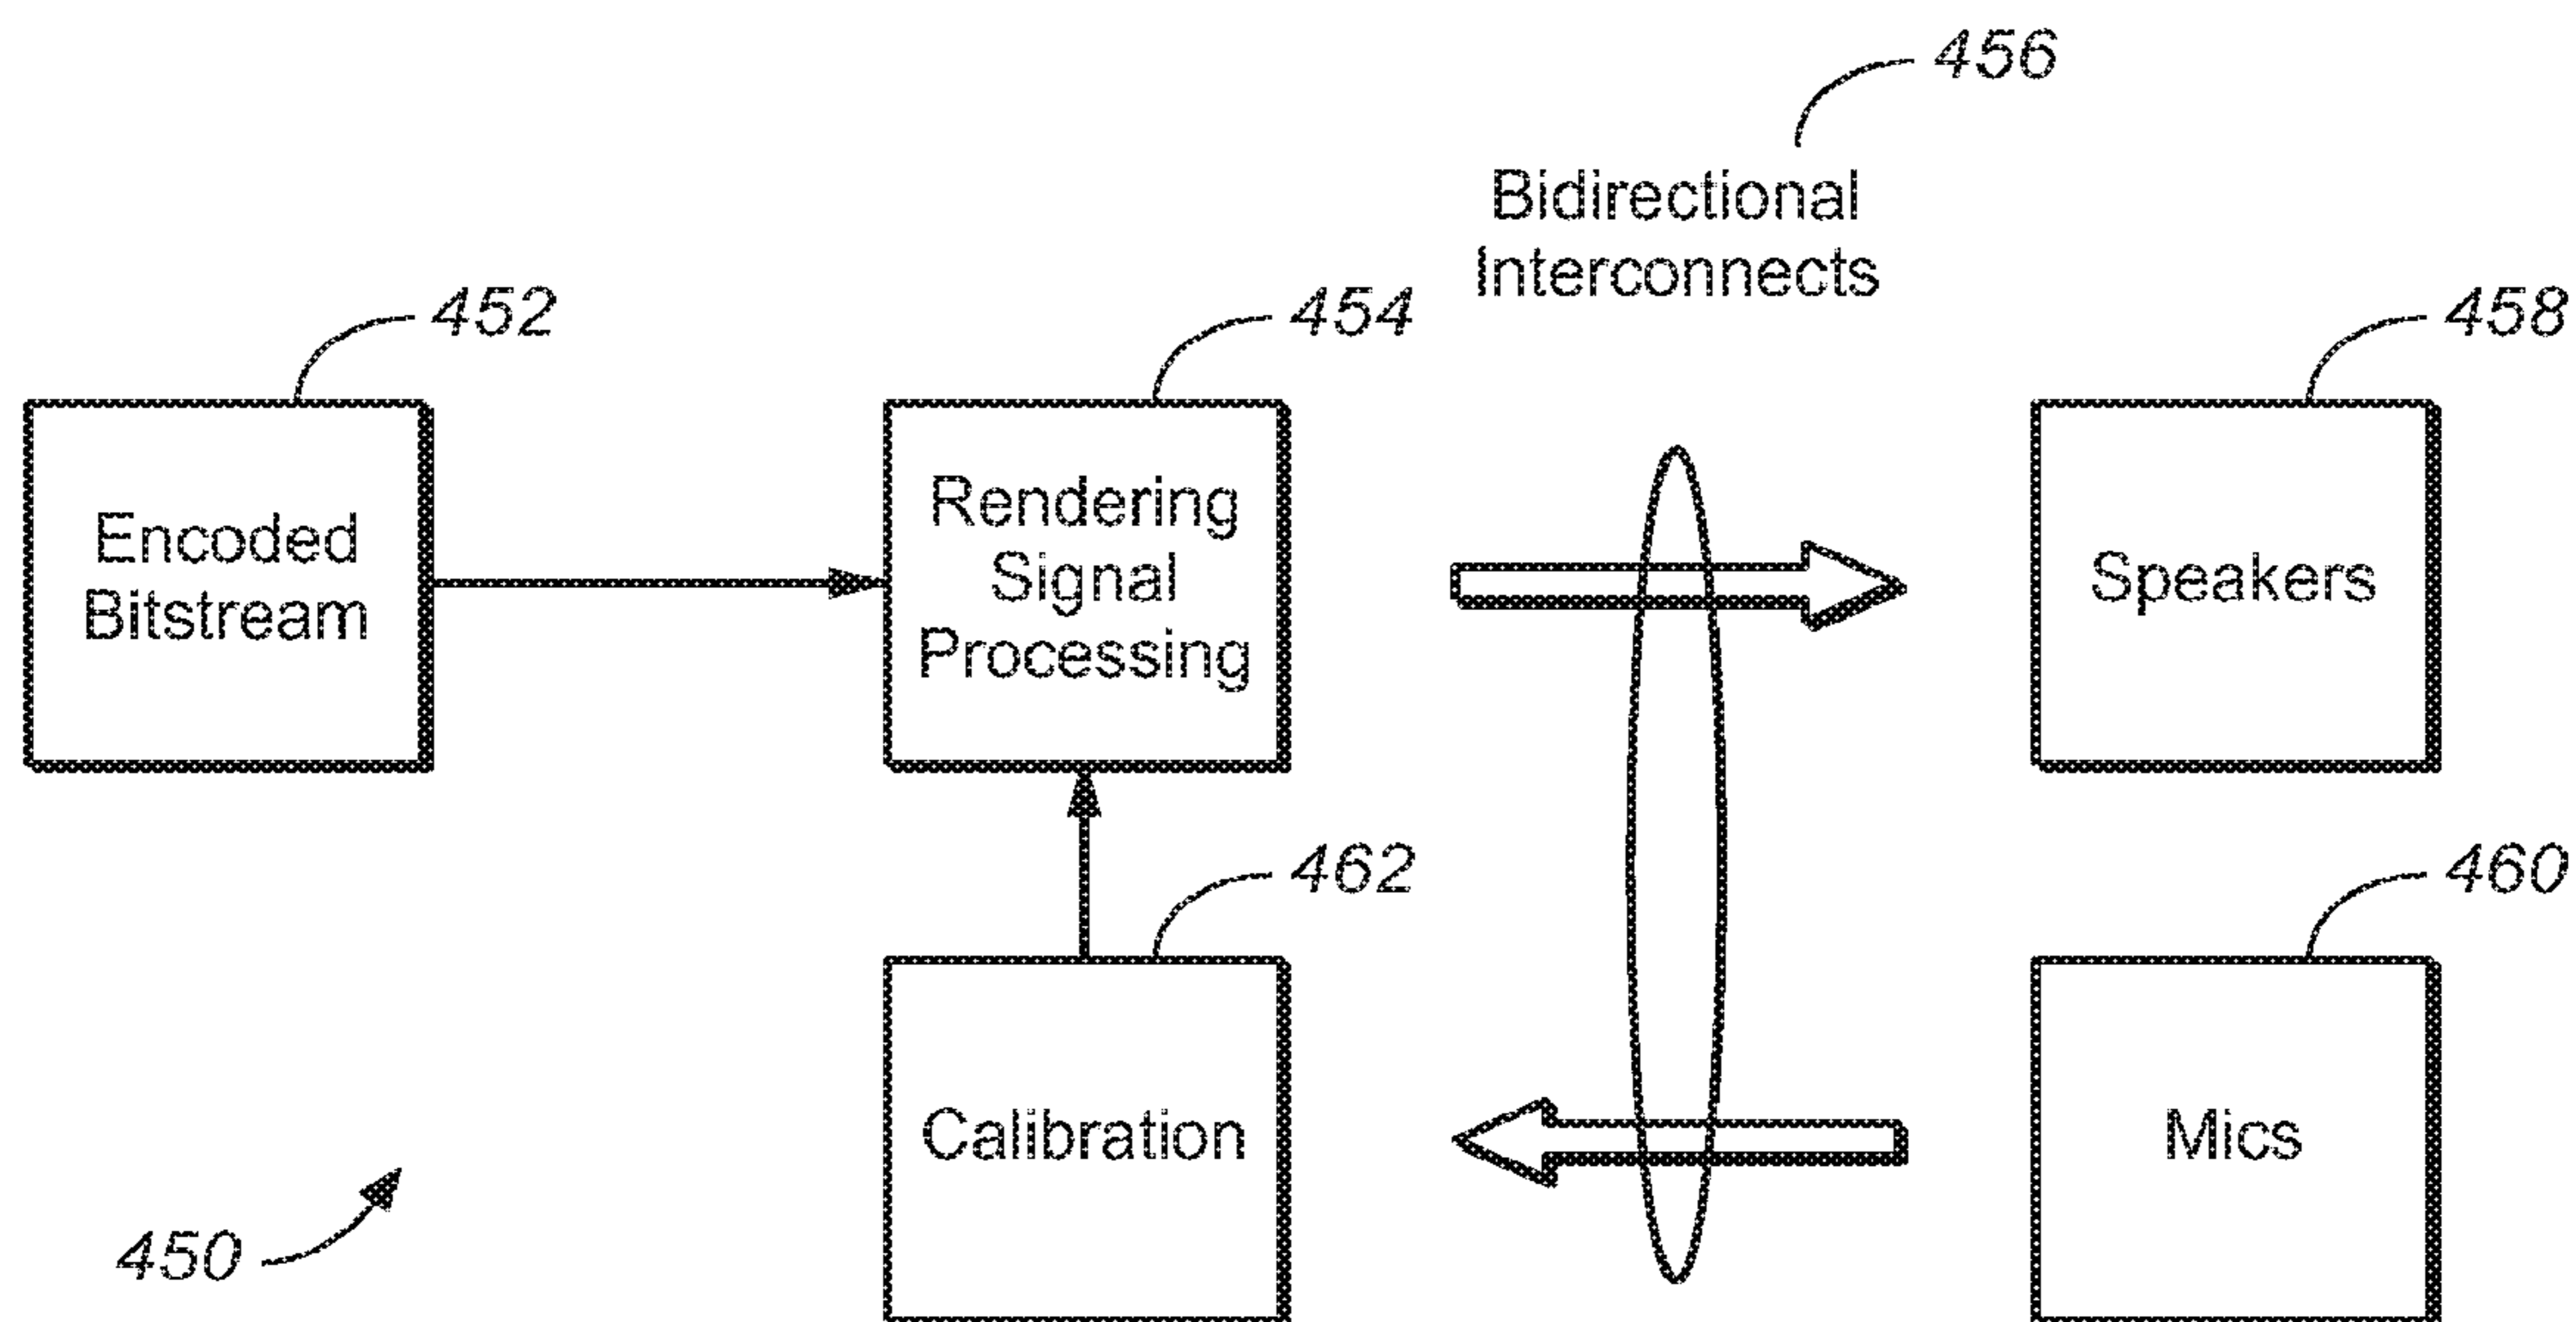 456
Bidirectional
Interconnects
452
454
458
Encoded
Bitstream
Rendering
Signal
Processing
Speakers
462
460
Calibration
Mics
450